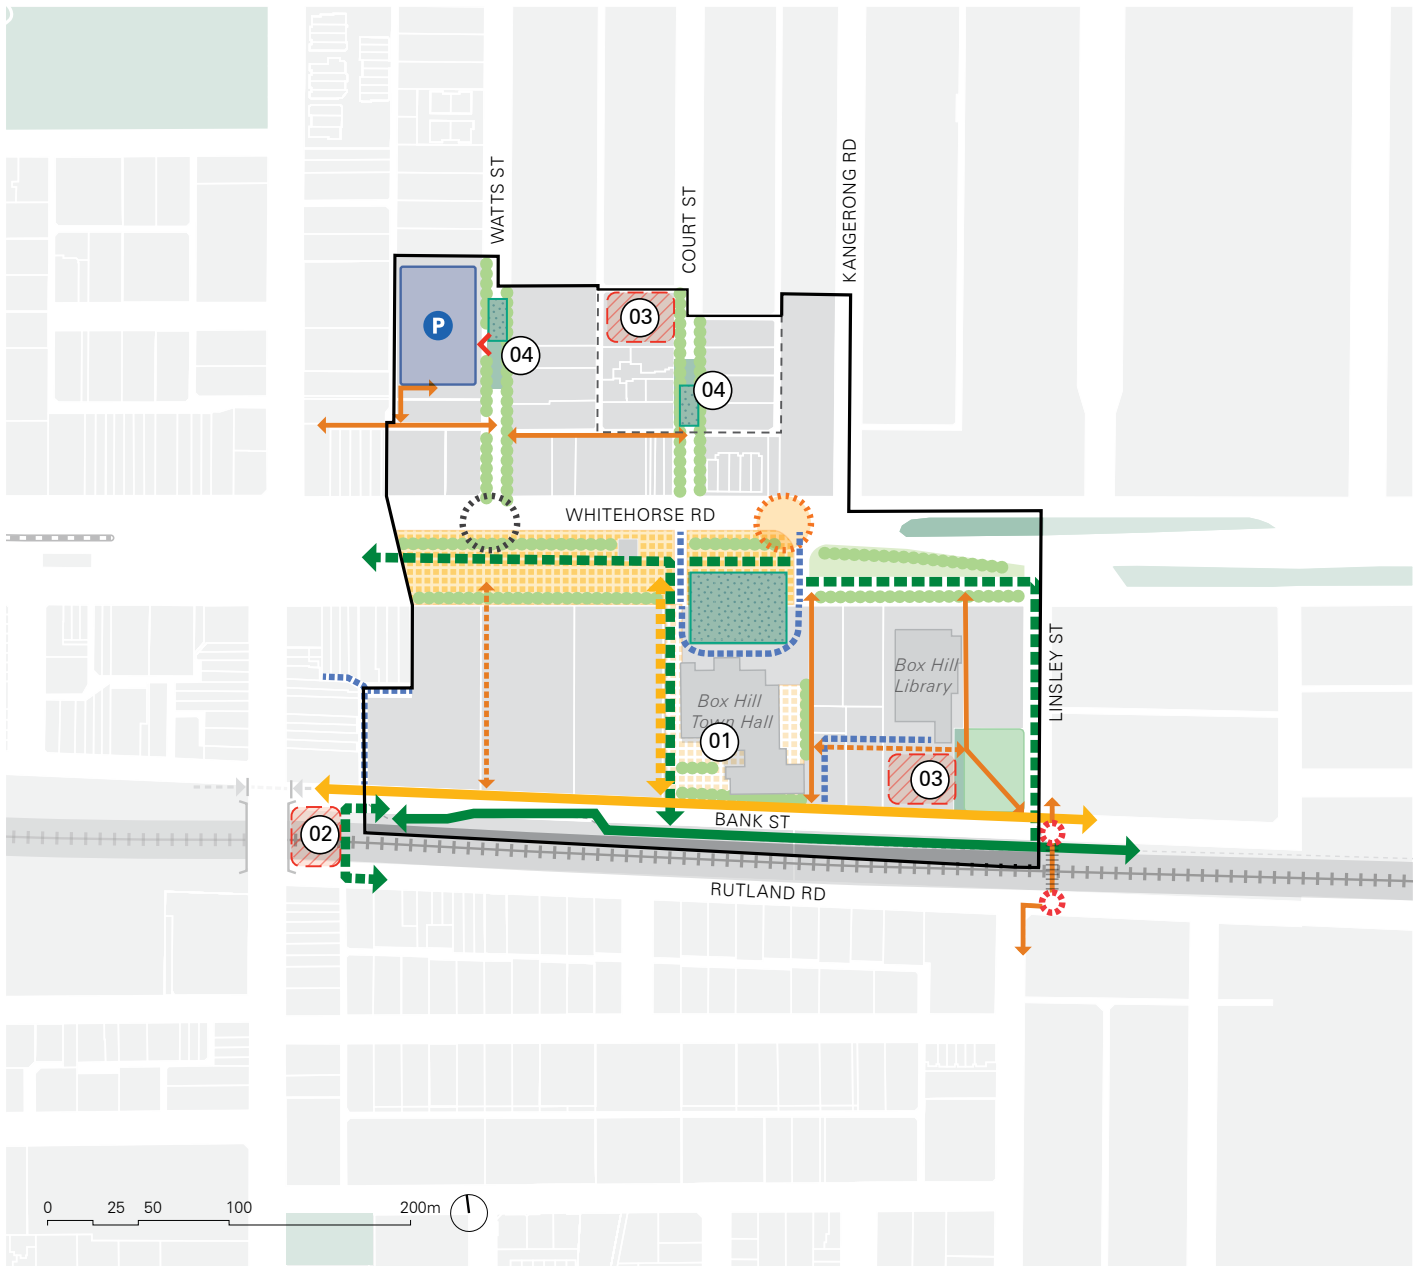 WATTS ST
COURT ST
KANGERONG RD
P
03
04
04
WHITEHORSE RD
Box Hill
Library
LINSLEY ST
Box Hill
Town Hall
01
03
02
BANK ST
RUTLAND RD
0 25 50 100 200m